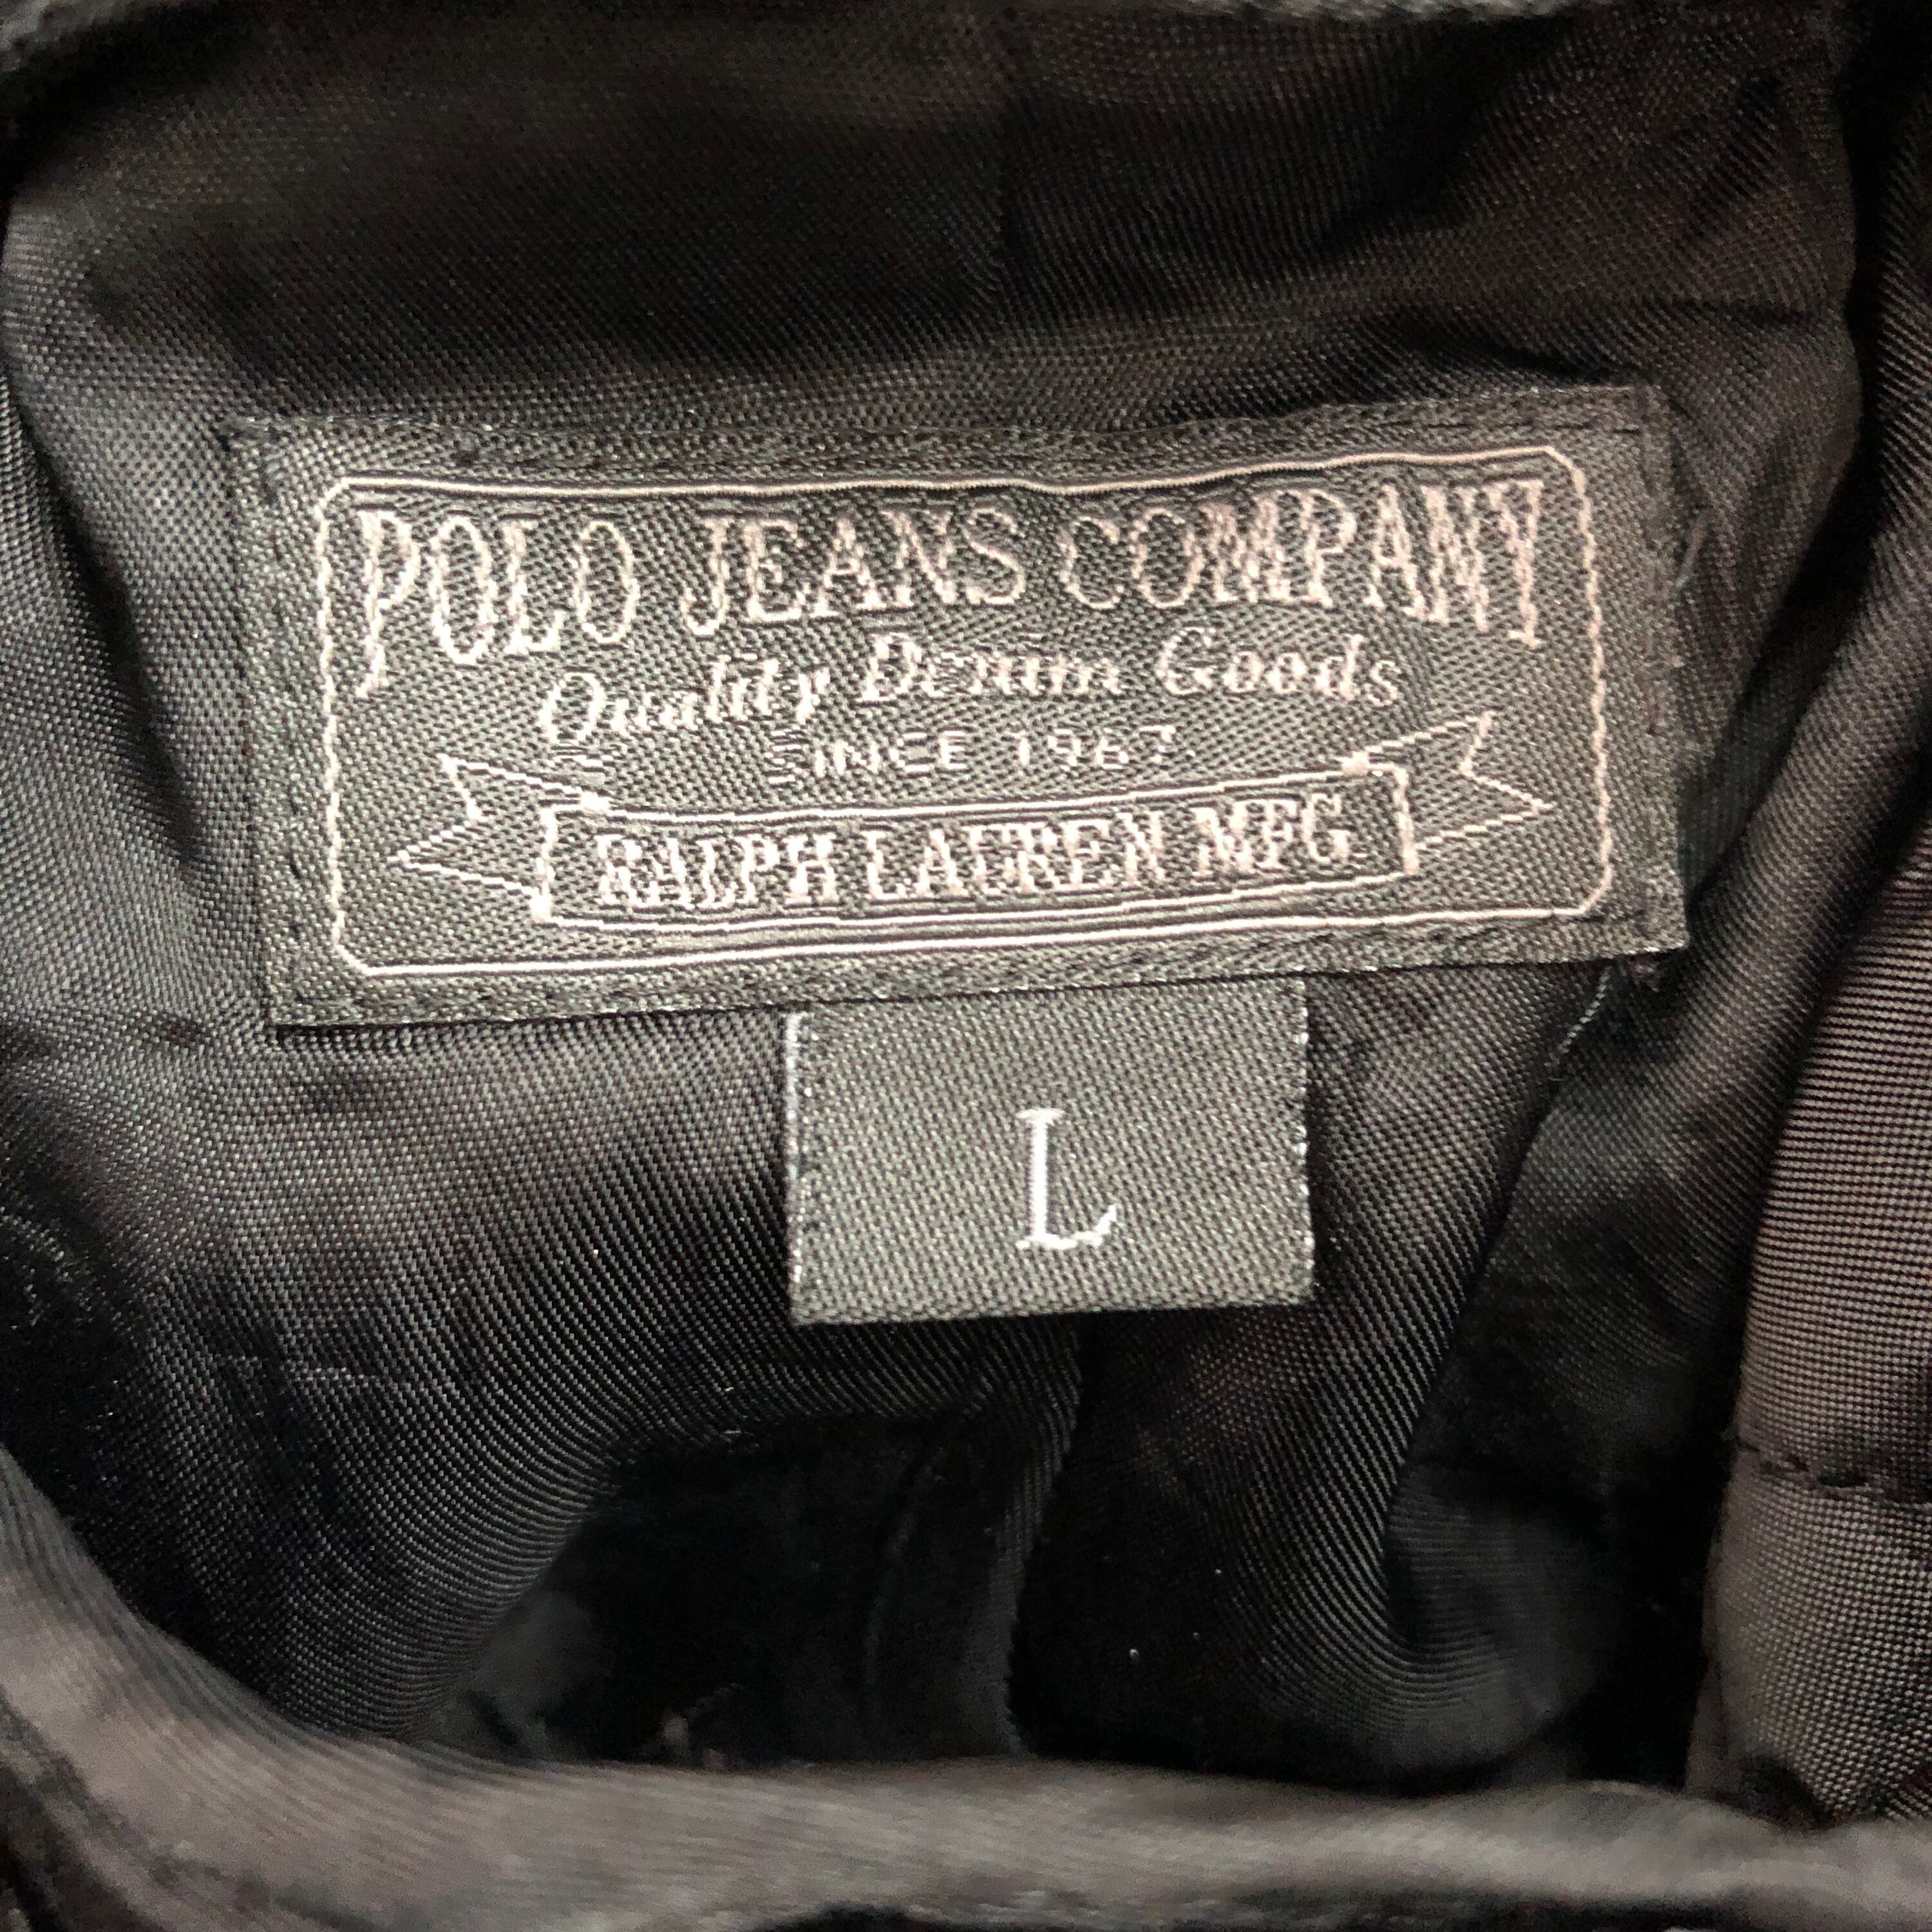 POLO JEANS COMPANY
Quality Denim Goods
SINCE 1967
RALPH LAUREN MFG.
L